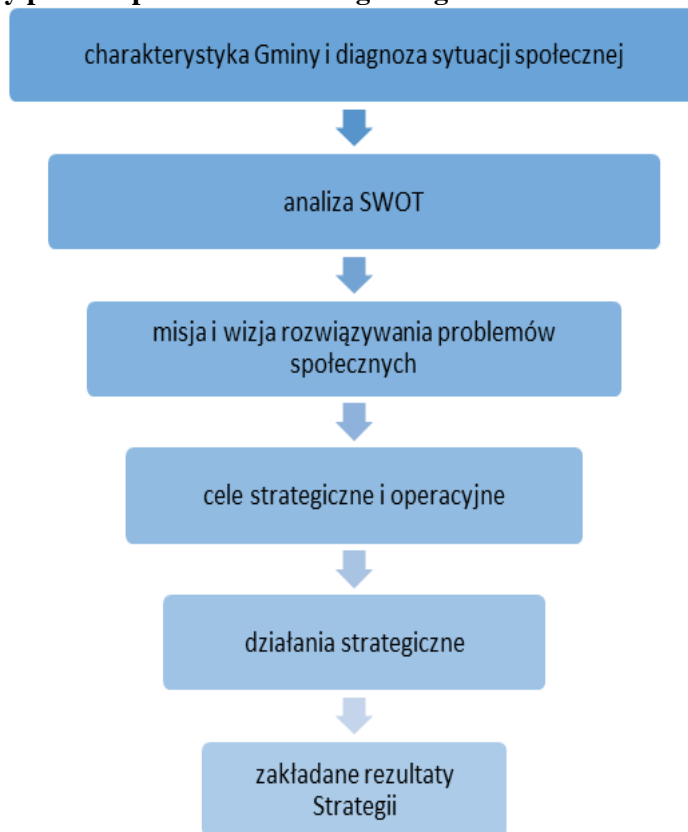 charakterystyka Gminy i diagnoza sytuacji społecznej
analiza SWOT
misja i wizja rozwiązywania problemów
społecznych
cele strategiczne i operacyjne
działania strategiczne
zakładane rezultaty
Strategii